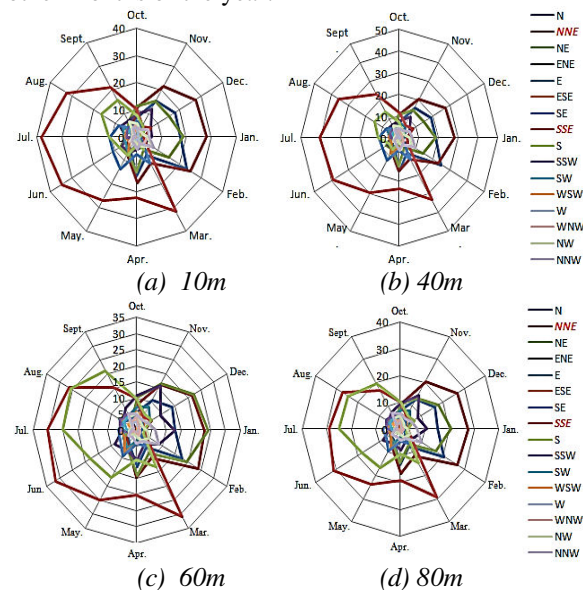 Oct.
40
30
20
10
0
Nov.
Dec.
Jan.
Feb.
Mar.
Apr.
May.
Jun.
Jul.
Aug.
Sept.
(a) 10m
Oct.
50
40
30
20
10
0
Nov.
Dec.
Jan.
Feb.
Mar.
Apr.
May.
Jun.
Jul.
Aug.
Sept.
(b) 40m
N
NNE
NE
ENE
E
ESE
SE
SSE
S
SSW
SW
WSW
W
WNW
NW
NNW
Oct.
35
30
25
20
15
10
5
0
Nov.
Dec.
Jan.
Feb.
Mar.
Apr.
May.
Jun.
Jul.
Aug.
Sept.
(c) 60m
Oct.
40
30
20
10
0
Nov.
Dec.
Jan.
Feb.
Mar.
Apr.
May.
Jun.
Jul.
Aug.
Sept.
(d) 80m
N
NNE
NE
ENE
E
ESE
SE
SSE
S
SSW
SW
WSW
W
WNW
NW
NNW